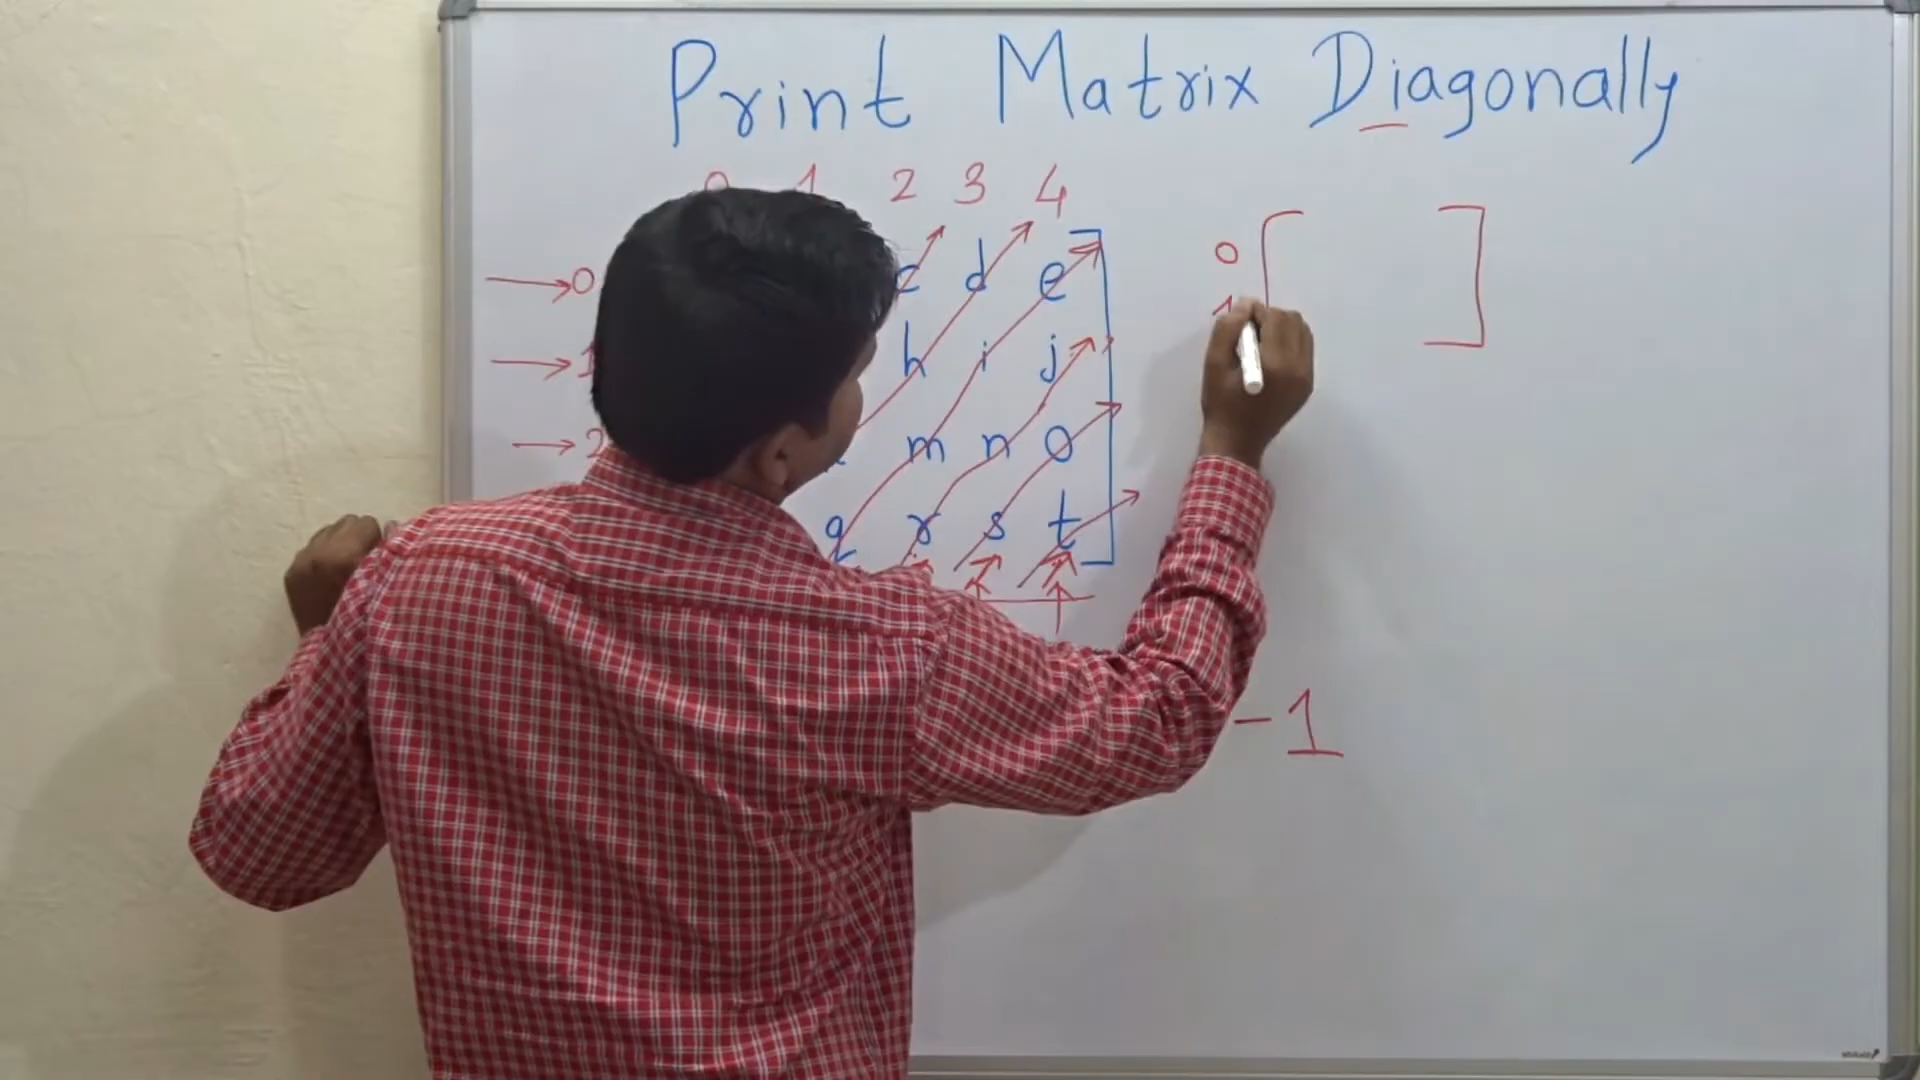 Print Matrix Diagonally
0 1 2 3 4
0 c d e
1 h i j
2 m n o
q r s t
0
1
- 1